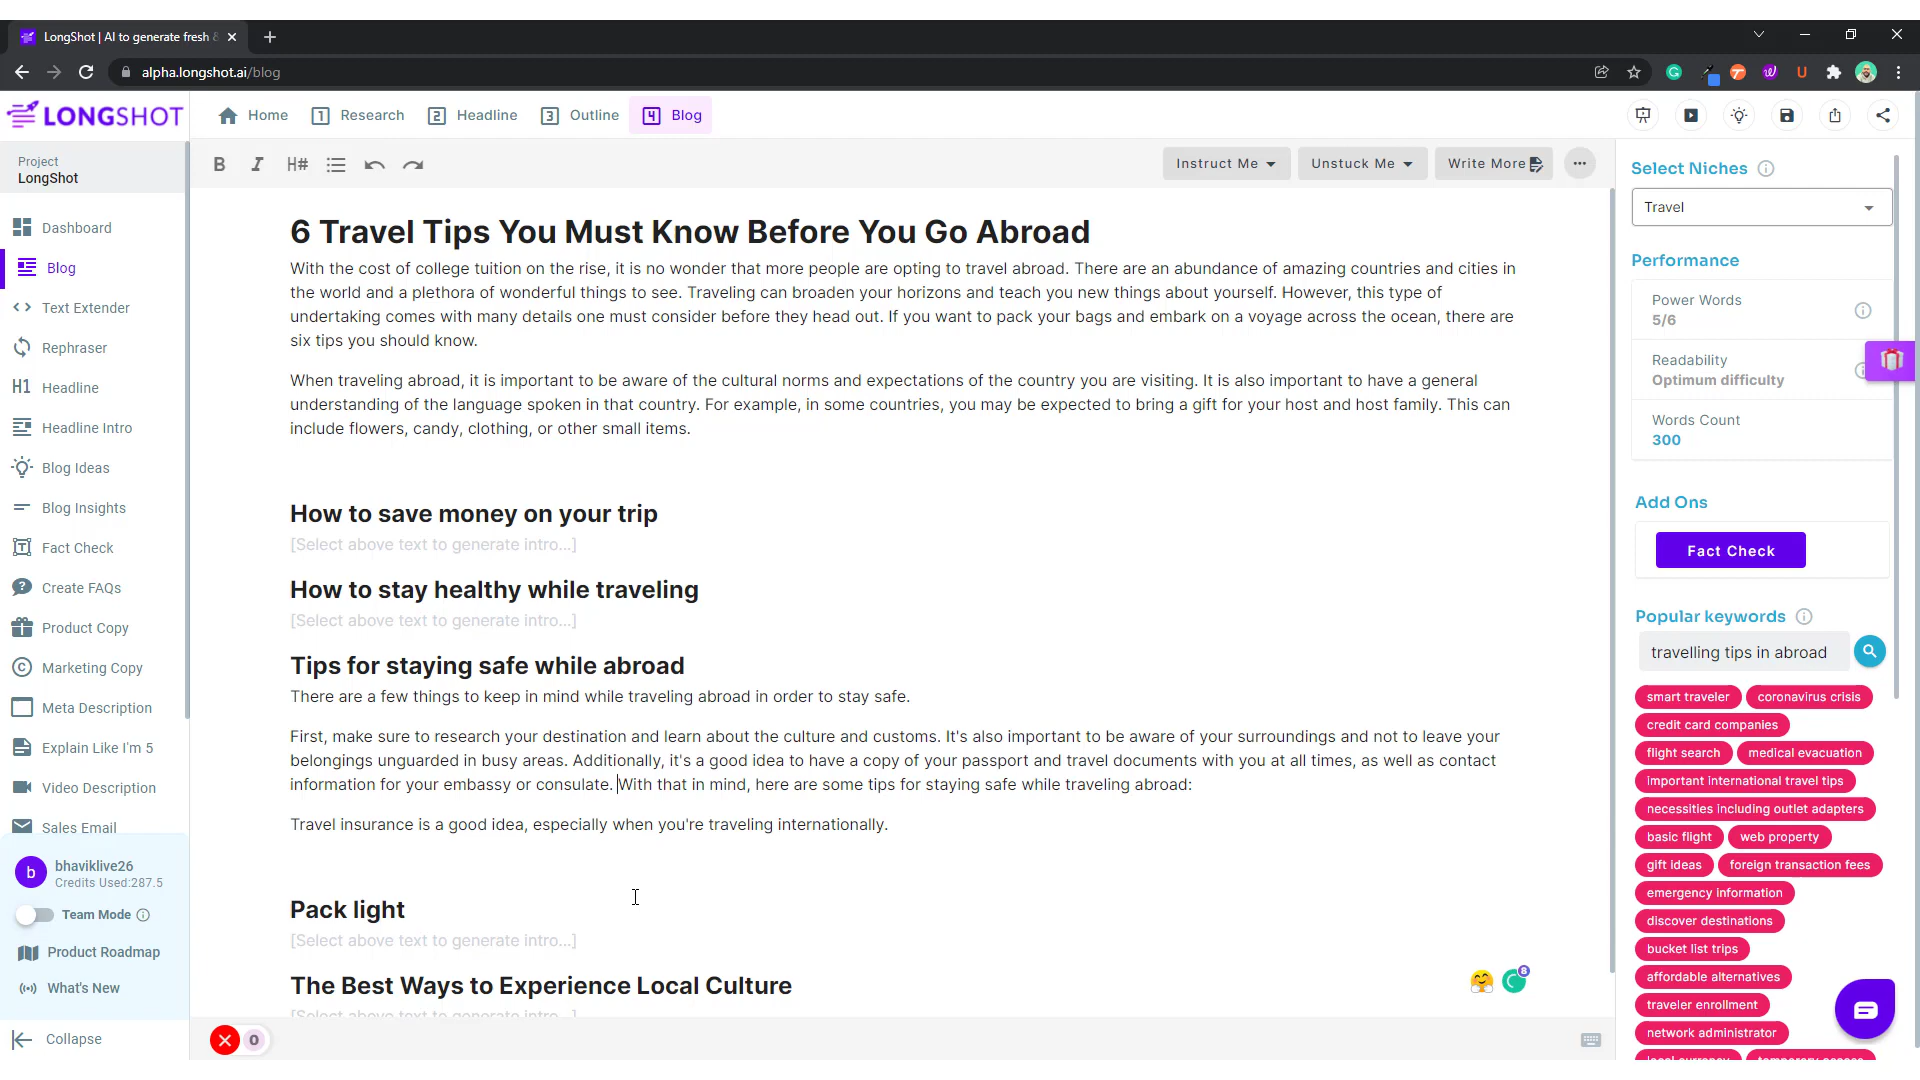 LongShot | AI to generate fresh &
alpha.longshot.ai/blog
LONGSHOT
Home
1 Research
2 Headline
3 Outline
4 Blog
Project
LongShot
B I H#
Instruct Me
Unstuck Me
Write More
Dashboard
Blog
Text Extender
Rephraser
H1 Headline
Headline Intro
Blog Ideas
Blog Insights
Fact Check
Create FAQs
Product Copy
Marketing Copy
Meta Description
Explain Like I'm 5
Video Description
Sales Email
b
bhaviklive26
Credits Used:287.5
Team Mode
Product Roadmap
What's New
Collapse
6 Travel Tips You Must Know Before You Go Abroad
With the cost of college tuition on the rise, it is no wonder that more people are opting to travel abroad. There are an abundance of amazing countries and cities in
the world and a plethora of wonderful things to see. Traveling can broaden your horizons and teach you new things about yourself. However, this type of
undertaking comes with many details one must consider before they head out. If you want to pack your bags and embark on a voyage across the ocean, there are
six tips you should know.
When traveling abroad, it is important to be aware of the cultural norms and expectations of the country you are visiting. It is also important to have a general
understanding of the language spoken in that country. For example, in some countries, you may be expected to bring a gift for your host and host family. This can
include flowers, candy, clothing, or other small items.
How to save money on your trip
[Select above text to generate intro...]
How to stay healthy while traveling
[Select above text to generate intro...]
Tips for staying safe while abroad
There are a few things to keep in mind while traveling abroad in order to stay safe.
First, make sure to research your destination and learn about the culture and customs. It's also important to be aware of your surroundings and not to leave your
belongings unguarded in busy areas. Additionally, it's a good idea to have a copy of your passport and travel documents with you at all times, as well as contact
information for your embassy or consulate. With that in mind, here are some tips for staying safe while traveling abroad:
Travel insurance is a good idea, especially when you're traveling internationally.
Pack light
[Select above text to generate intro...]
The Best Ways to Experience Local Culture
[Select above text to generate intro...]
8
0
Select Niches
Travel
Performance
Power Words
5/6
Readability
Optimum difficulty
Words Count
300
Add Ons
Fact Check
Popular keywords
travelling tips in abroad
smart traveler coronavirus crisis
credit card companies
flight search medical evacuation
important international travel tips
necessities including outlet adapters
basic flight web property
gift ideas foreign transaction fees
emergency information
discover destinations
bucket list trips
affordable alternatives
traveler enrollment
network administrator
local currency temporary access